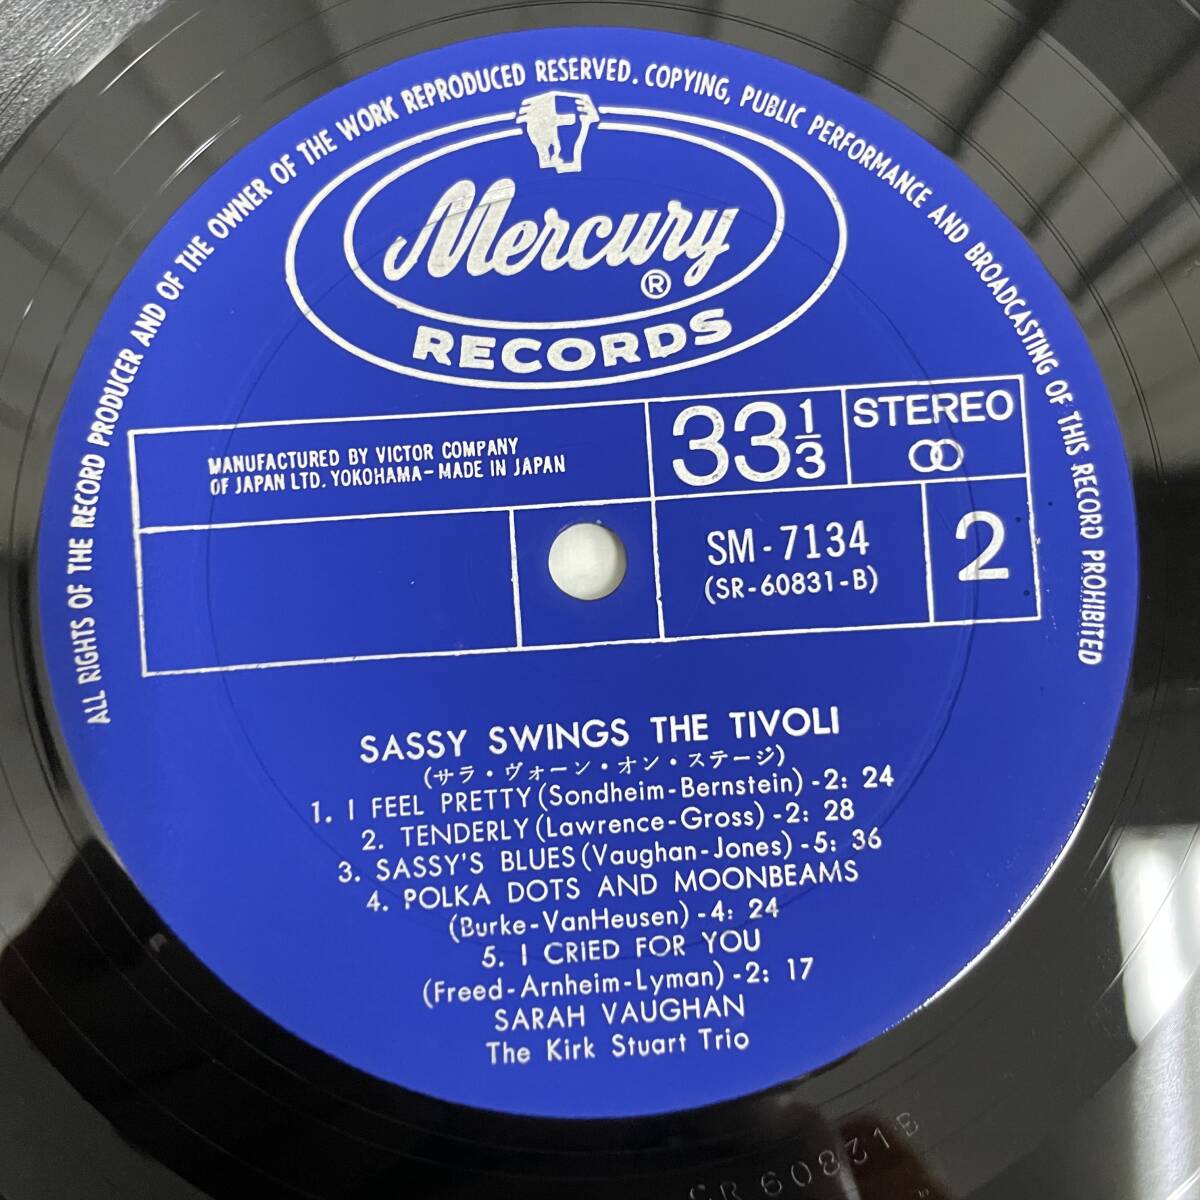 ALL RIGHTS OF THE RECORD PRODUCER AND OF THE OWNER OF THE WORK REPRODUCED RESERVED. COPYING, PUBLIC PERFORMANCE AND BROADCASTING OF THIS RECORD PROHIBITED
Mercury
®
RECORDS
MANUFACTURED BY VICTOR COMPANY
OF JAPAN LTD. YOKOHAMA-MADE IN JAPAN
33 1/3
STEREO
SM-7134
(SR-60831-B)
2
SASSY SWINGS THE TIVOLI
(サラ・ヴォーン・オン・ステージ)
1. I FEEL PRETTY (Sondheim-Bernstein)-2: 24
2. TENDERLY (Lawrence-Gross)-2: 28
3. SASSY'S BLUES (Vaughan-Jones)-5: 36
4. POLKA DOTS AND MOONBEAMS
(Burke-VanHeusen)-4: 24
5. I CRIED FOR YOU
(Freed-Arnheim-Lyman)-2: 17
SARAH VAUGHAN
The Kirk Stuart Trio
SR 60831B